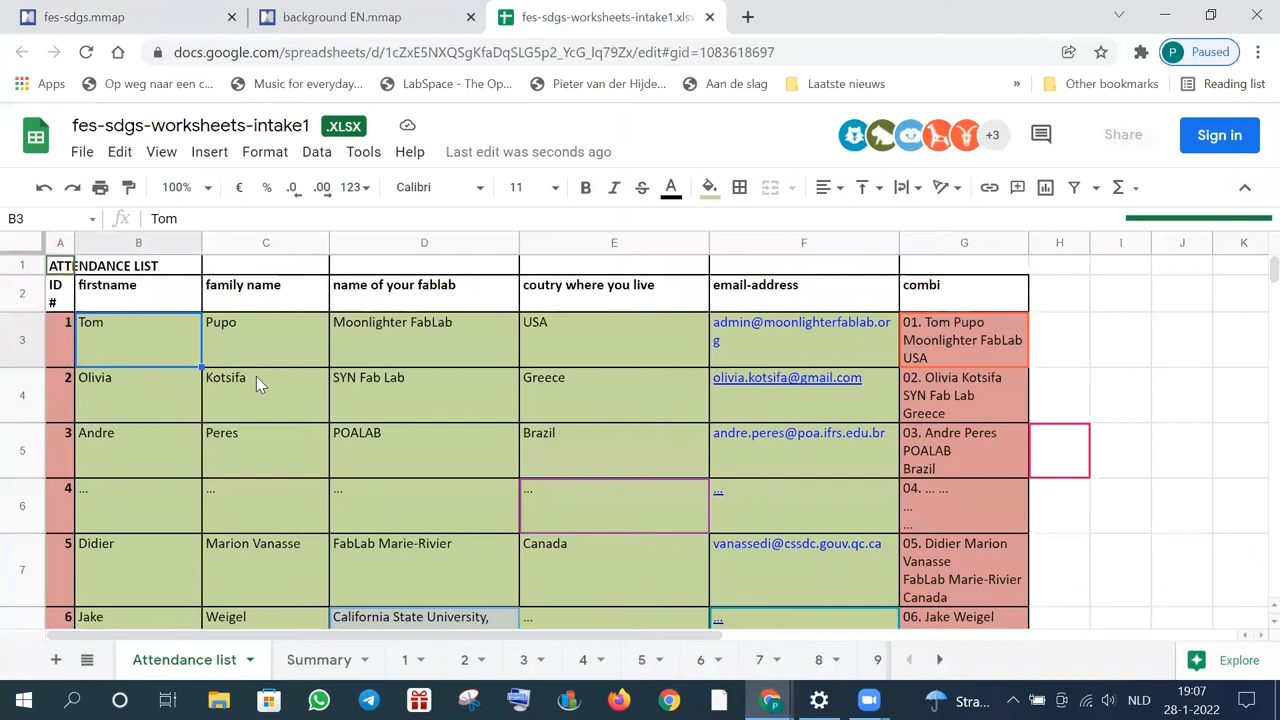 fes-sdgs.mmap
background EN.mmap
fes-sdgs-worksheets-intake1.xlsx
docs.google.com/spreadsheets/d/1cZxE5NXQSgKfaDqSLG5p2_YcG_lq79Zx/edit#gid=1083618697
Paused
Apps
Op weg naar een c...
Music for everyday...
LabSpace - The Op...
Pieter van der Hijde...
Aan de slag
Laatste nieuws
»
Other bookmarks
Reading list
fes-sdgs-worksheets-intake1 .XLSX
+3
Share
Sign in
File Edit View Insert Format Data Tools Help Last edit was seconds ago
100% € % .0 .00 123 Calibri 11 B I S A
B3 fx Tom
A B C D E F G H I J K
1 ATTENDANCE LIST
2 ID # firstname family name name of your fablab coutry where you live email-address combi
3 1 Tom Pupo Moonlighter FabLab USA admin@moonlighterfablab.org 01. Tom Pupo
Moonlighter FabLab
USA
4 2 Olivia Kotsifa SYN Fab Lab Greece olivia.kotsifa@gmail.com 02. Olivia Kotsifa
SYN Fab Lab
Greece
5 3 Andre Peres POALAB Brazil andre.peres@poa.ifrs.edu.br 03. Andre Peres
POALAB
Brazil
6 4 ... ... ... ... ... 04. ... ...
...
...
7 5 Didier Marion Vanasse FabLab Marie-Rivier Canada vanassedi@cssdc.gouv.qc.ca 05. Didier Marion
Vanasse
FabLab Marie-Rivier
Canada
6 Jake Weigel California State University, ... ... 06. Jake Weigel
Attendance list Summary 1 2 3 4 5 6 7 8 9 Explore
Stra...
NLD
19:07
28-1-2022